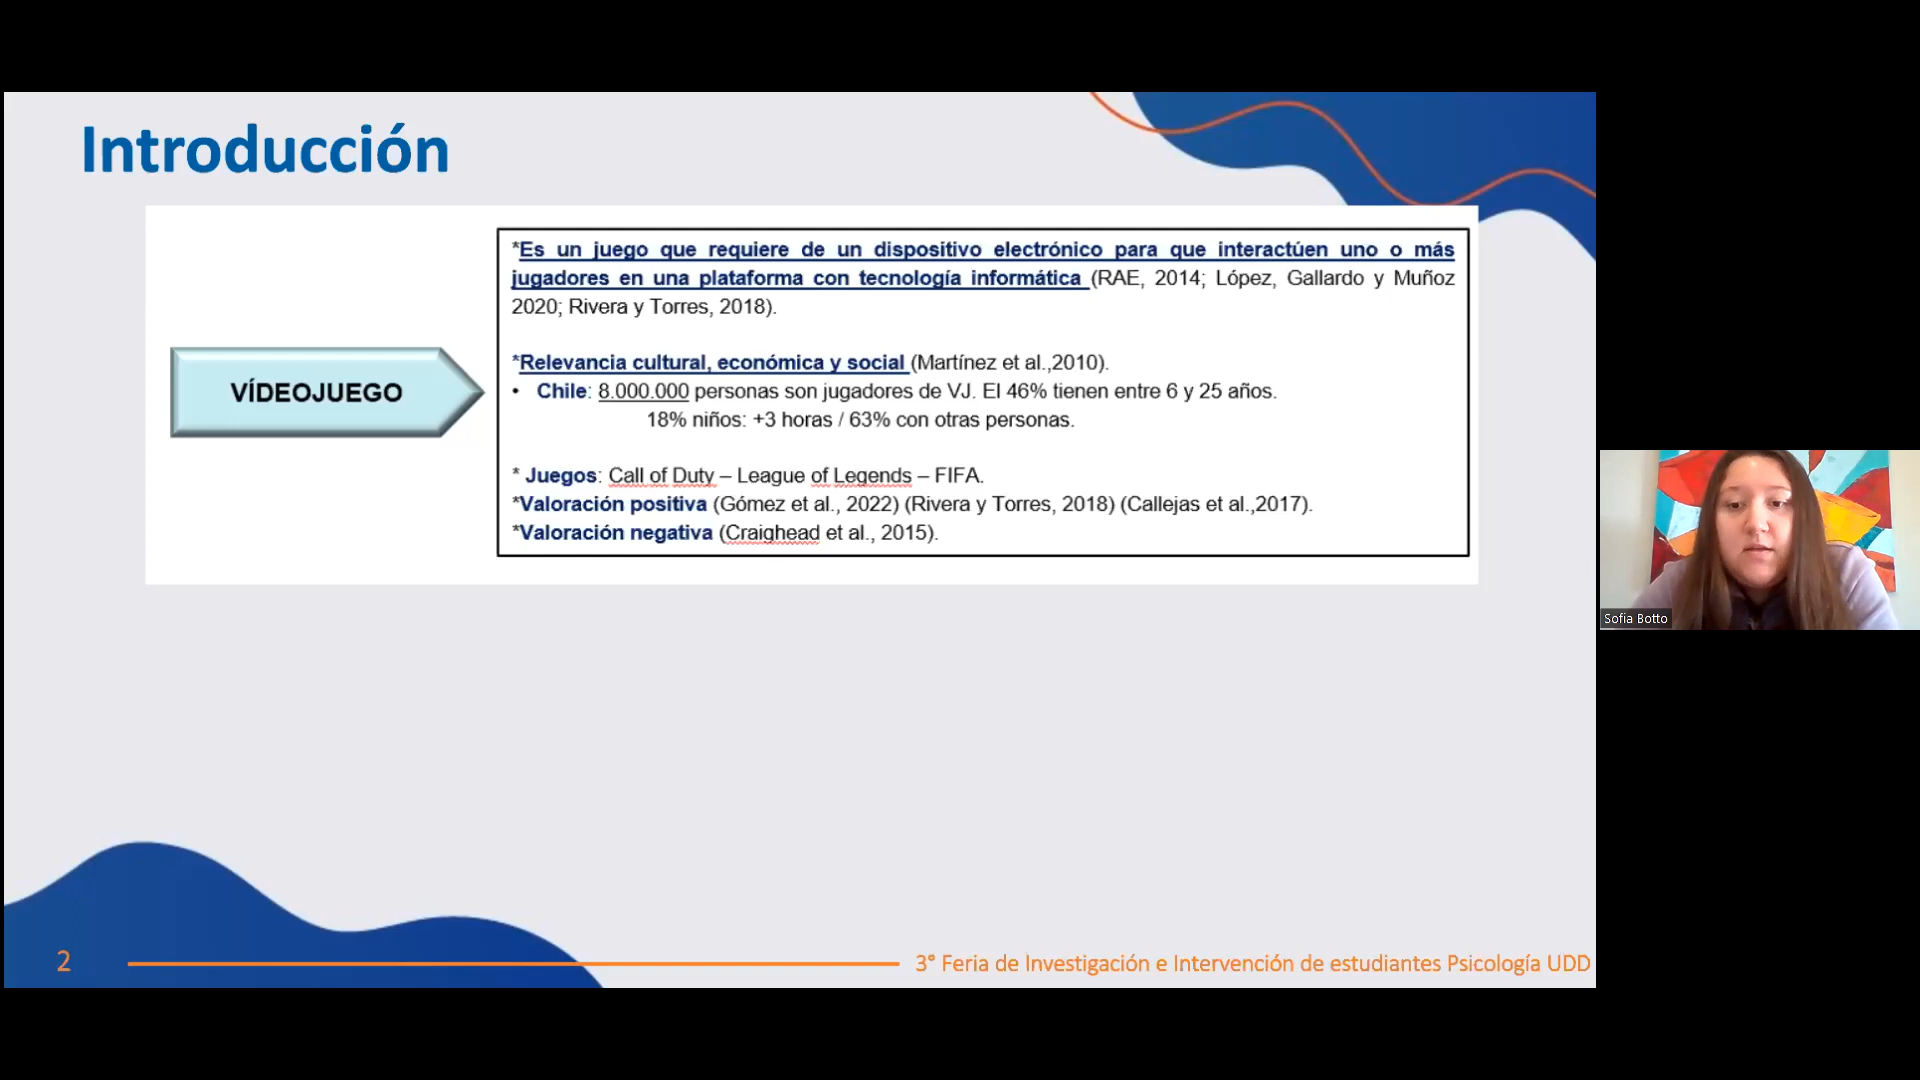 Introducción
VÍDEOJUEGO
*Es un juego que requiere de un dispositivo electrónico para que interactúen uno o más
jugadores en una plataforma con tecnología informática (RAE, 2014; López, Gallardo y Muñoz
2020; Rivera y Torres, 2018).
*Relevancia cultural, económica y social (Martínez et al.,2010).
• Chile: 8.000.000 personas son jugadores de VJ. El 46% tienen entre 6 y 25 años.
18% niños: +3 horas / 63% con otras personas.
* Juegos: Call of Duty – League of Legends – FIFA.
*Valoración positiva (Gómez et al., 2022) (Rivera y Torres, 2018) (Callejas et al.,2017).
*Valoración negativa (Craighead et al., 2015).
Sofia Botto
2
3° Feria de Investigación e Intervención de estudiantes Psicología UDD